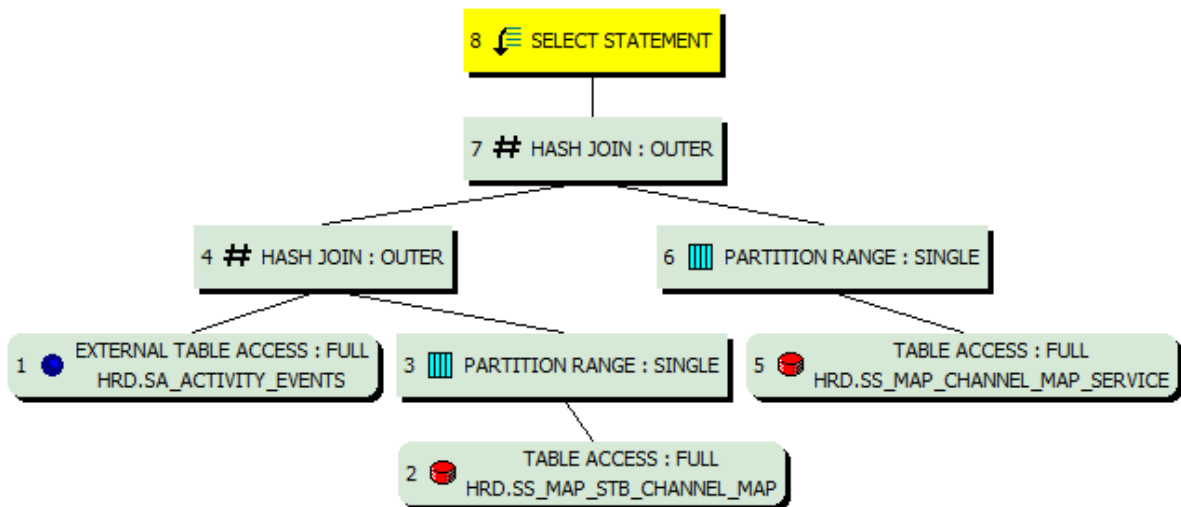 8 SELECT STATEMENT
7 HASH JOIN : OUTER
4 HASH JOIN : OUTER
6 PARTITION RANGE : SINGLE
1 EXTERNAL TABLE ACCESS : FULL
HRD.SA_ACTIVITY_EVENTS
3 PARTITION RANGE : SINGLE
5 TABLE ACCESS : FULL
HRD.SS_MAP_CHANNEL_MAP_SERVICE
2 TABLE ACCESS : FULL
HRD.SS_MAP_STB_CHANNEL_MAP